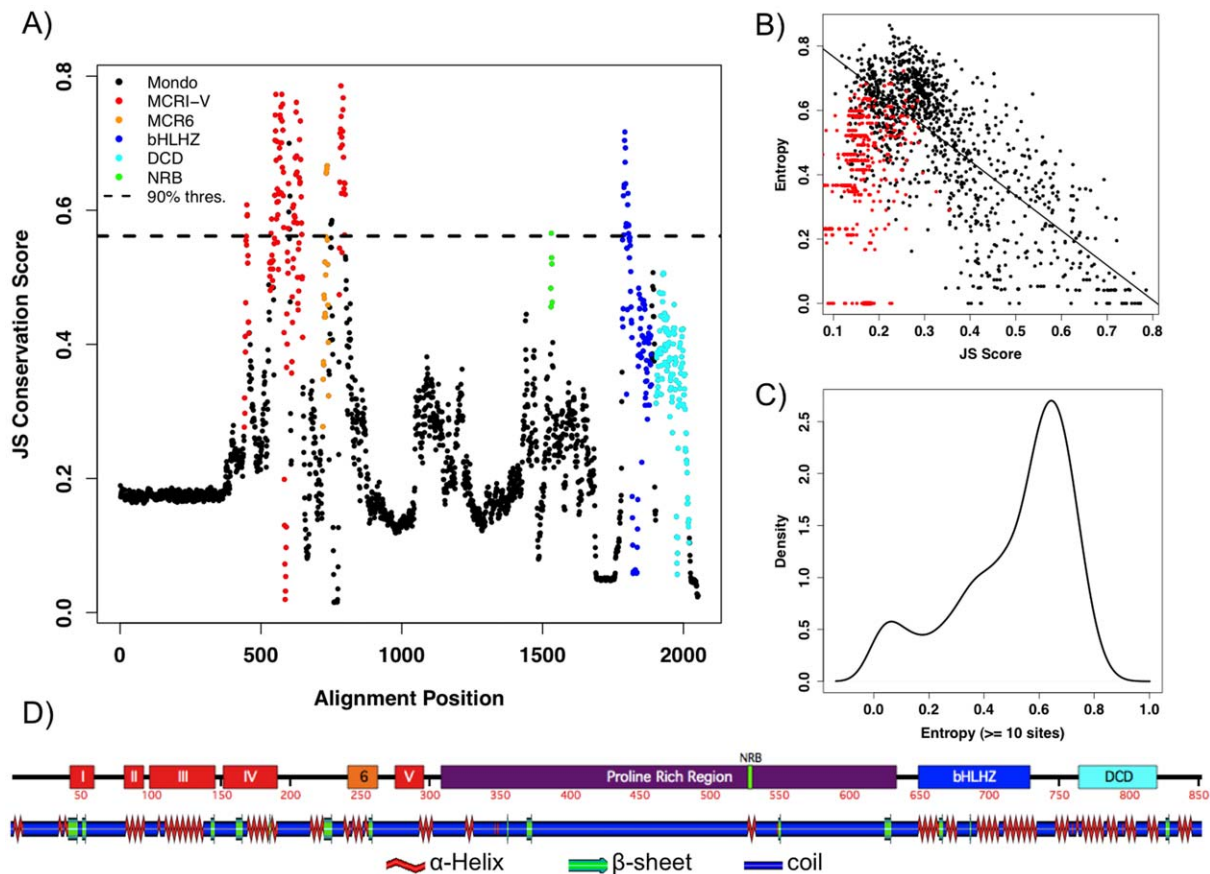 A)
Mondo
MCRI-V
MCR6
bHLHZ
DCD
NRB
90% thres.
JS Conservation Score
0.0
0.2
0.4
0.6
0.8
0 500 1000 1500 2000
Alignment Position
B)
Entropy
0.0
0.2
0.4
0.6
0.8
0.1 0.2 0.3 0.4 0.5 0.6 0.7 0.8
JS Score
C)
Density
0.0
0.5
1.0
1.5
2.0
2.5
0.0 0.2 0.4 0.6 0.8 1.0
Entropy (>= 10 sites)
D)
NRB
I II III IV 6 V Proline Rich Region bHLHZ DCD
50 100 150 200 250 300 350 400 450 500 550 600 650 700 750 800 850
α-Helix β-sheet coil